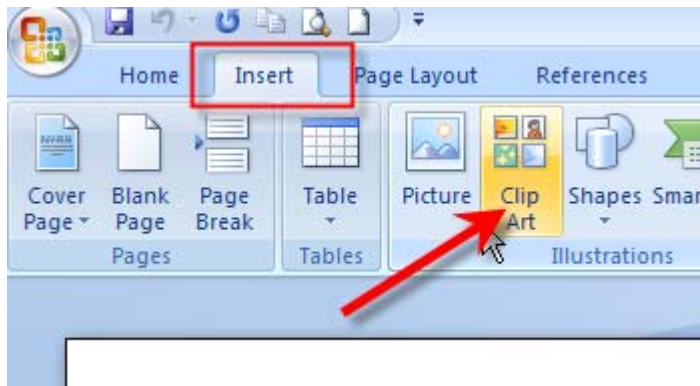 Home Insert Page Layout References
Cover Blank Page Table Picture Clip Shapes Smar
Page Page Break Art
Pages Tables Illustrations